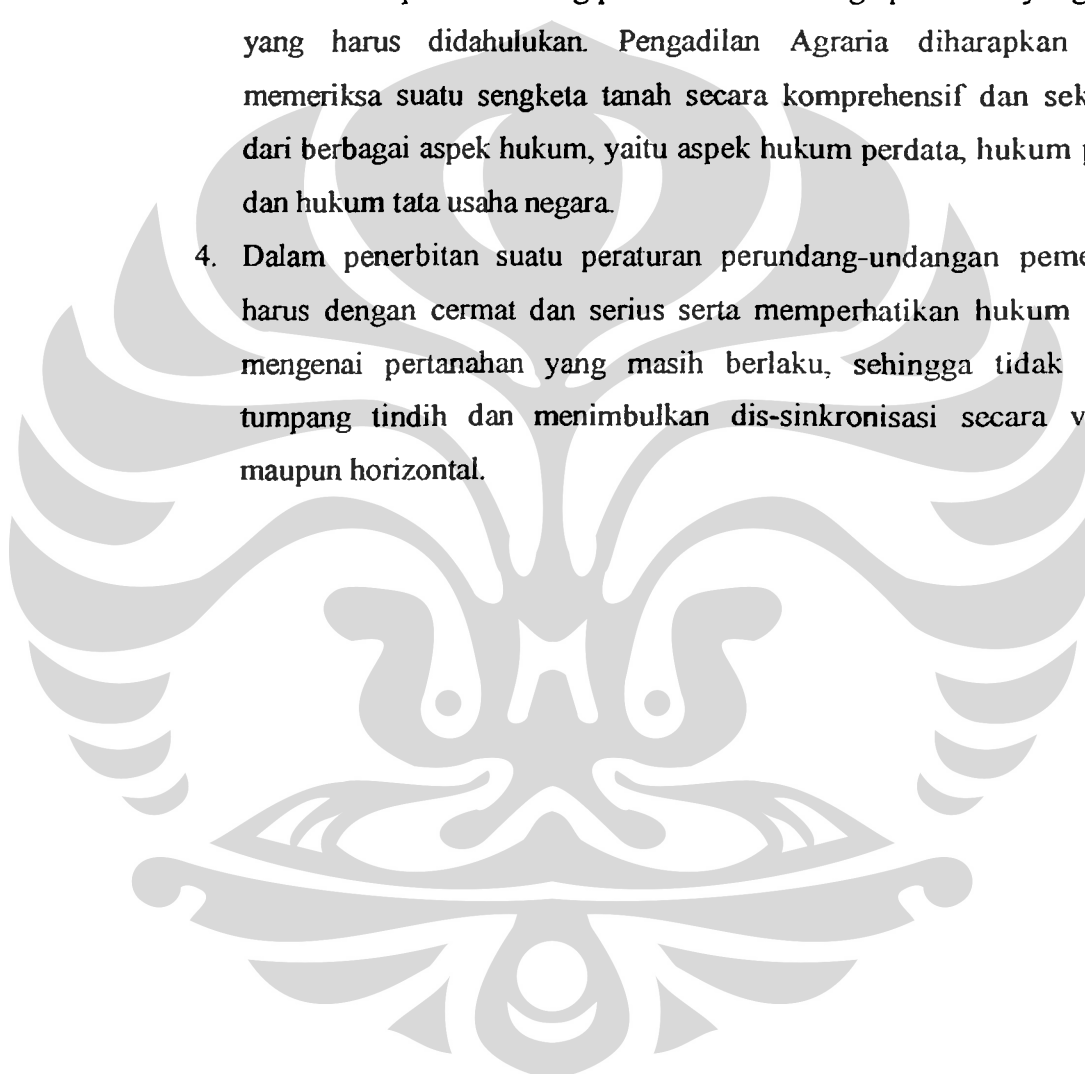 yang harus didahulukan. Pengadilan Agraria diharapkan
memeriksa suatu sengketa tanah secara komprehensif dan
dari berbagai aspek hukum, yaitu aspek hukum perdata, hukum
dan hukum tata usaha negara.
4. Dalam penerbitan suatu peraturan perundang-undangan
harus dengan cermat dan serius serta memperhatikan hukum
mengenai pertanahan yang masih berlaku, sehingga tidak
tumpang tindih dan menimbulkan dis-sinkronisasi secara
maupun horizontal.